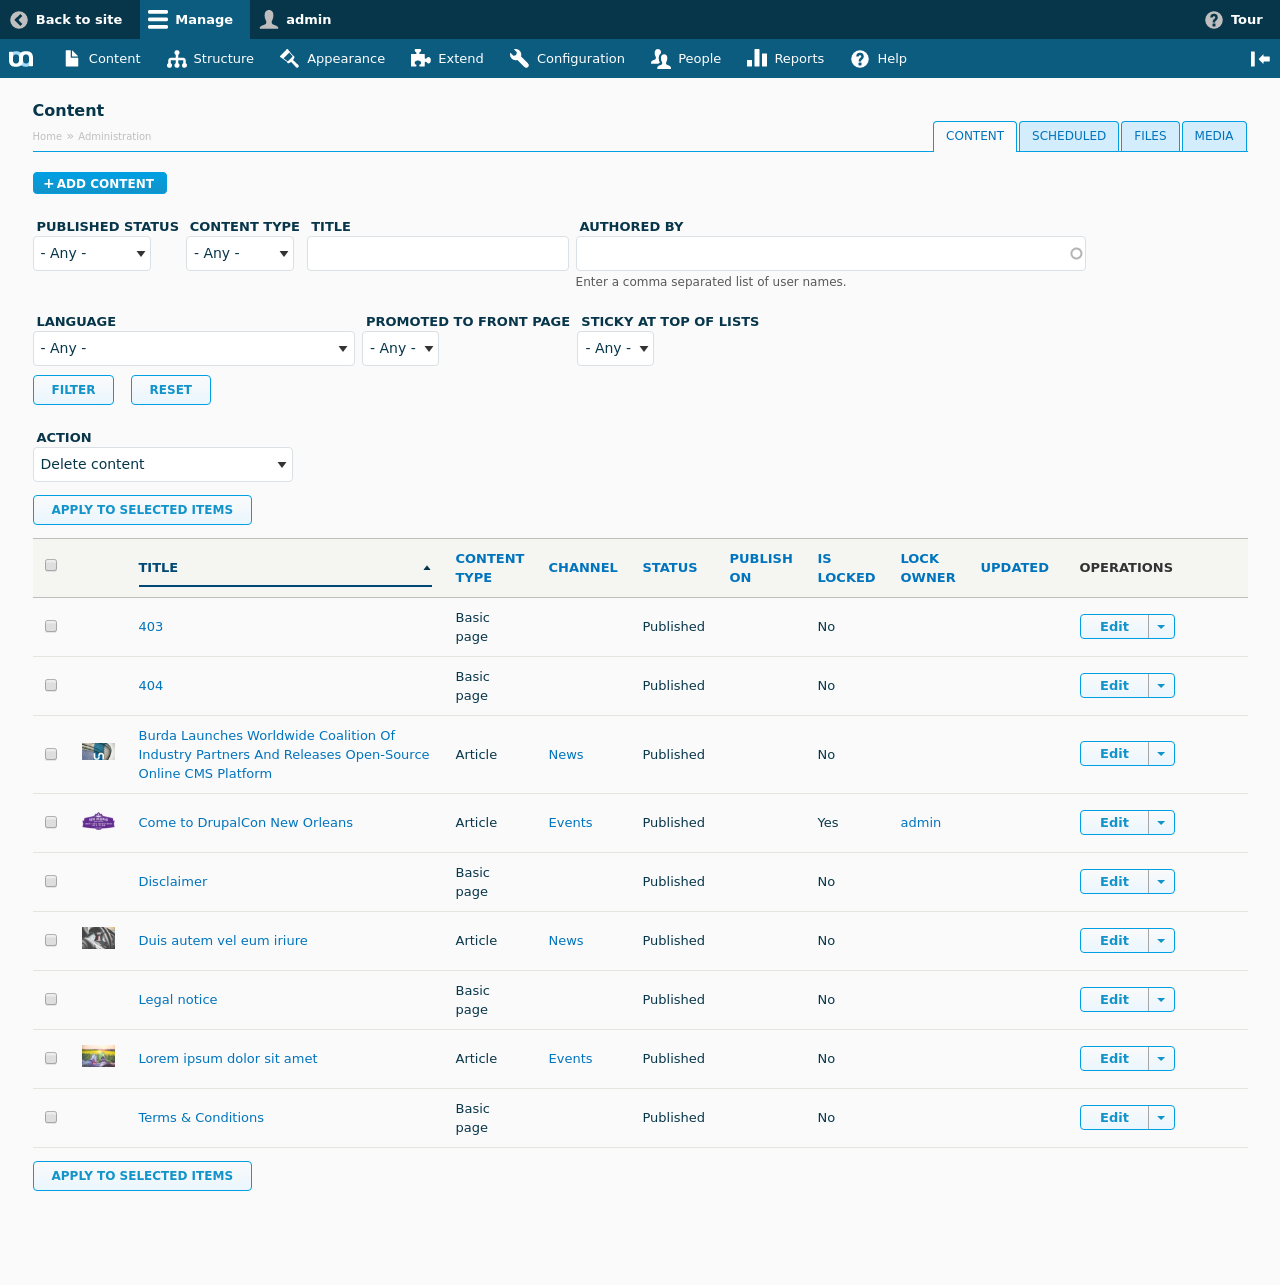 Back to site Manage admin Tour
Content Structure Appearance Extend Configuration People Reports Help
Content
Home » Administration
CONTENT SCHEDULED FILES MEDIA
+ ADD CONTENT
PUBLISHED STATUS CONTENT TYPE TITLE AUTHORED BY
- Any - - Any -
Enter a comma separated list of user names.
LANGUAGE PROMOTED TO FRONT PAGE STICKY AT TOP OF LISTS
- Any - - Any - - Any -
FILTER RESET
ACTION
Delete content
APPLY TO SELECTED ITEMS
TITLE CONTENT TYPE CHANNEL STATUS PUBLISH ON IS LOCKED LOCK OWNER UPDATED OPERATIONS
403 Basic page Published No Edit
404 Basic page Published No Edit
Burda Launches Worldwide Coalition Of
Industry Partners And Releases Open-Source Article News Published No Edit
Online CMS Platform
Come to DrupalCon New Orleans Article Events Published Yes admin Edit
Disclaimer Basic page Published No Edit
Duis autem vel eum iriure Article News Published No Edit
Legal notice Basic page Published No Edit
Lorem ipsum dolor sit amet Article Events Published No Edit
Terms & Conditions Basic page Published No Edit
APPLY TO SELECTED ITEMS